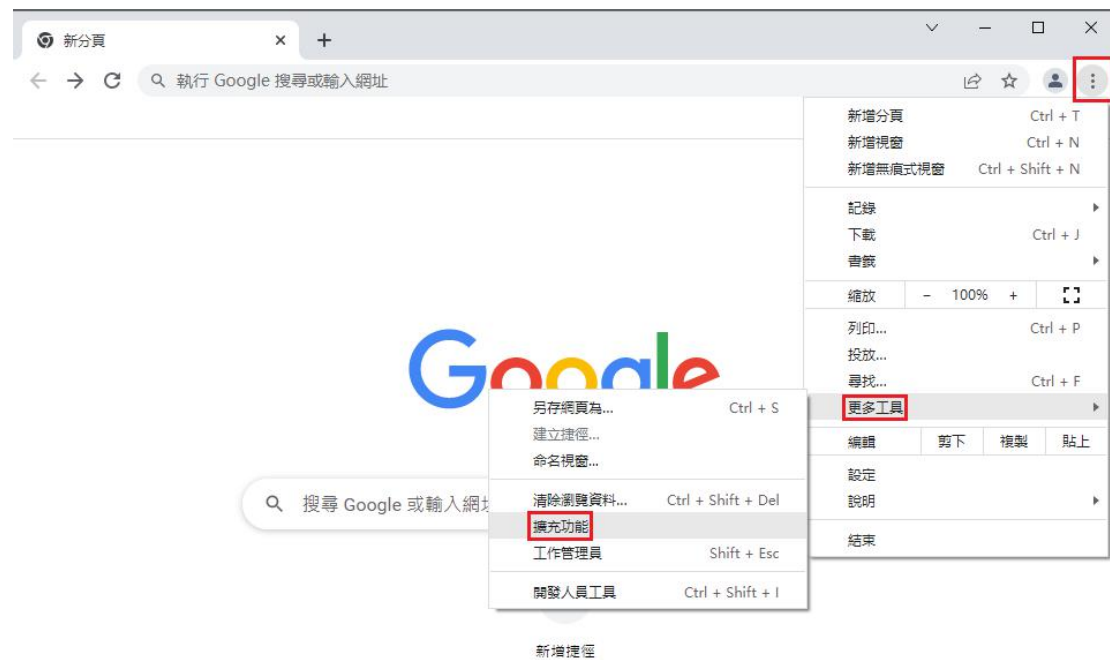 新分頁
執行 Google 搜尋或輸入網址
新增分頁 Ctrl + T
新增視窗 Ctrl + N
新增無痕式視窗 Ctrl + Shift + N
記錄
下載 Ctrl + J
書籤
縮放 - 100% +
列印... Ctrl + P
投放...
尋找... Ctrl + F
更多工具
編輯 剪下 複製 貼上
設定
說明
結束
Google
另存網頁為... Ctrl + S
建立捷徑...
命名視窗...
清除瀏覽資料... Ctrl + Shift + Del
擴充功能
工作管理員 Shift + Esc
開發人員工具 Ctrl + Shift + I
搜尋 Google 或輸入網
新增捷徑